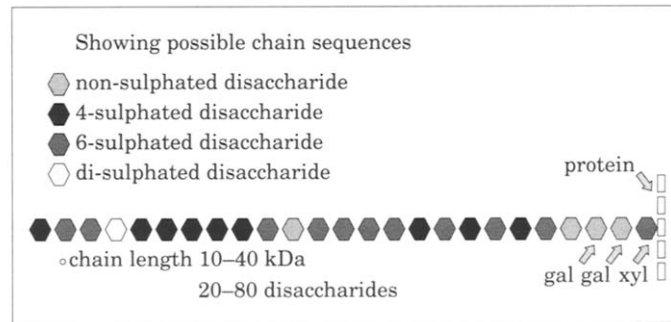 Showing possible chain sequences
non-sulphated disaccharide
4-sulphated disaccharide
6-sulphated disaccharide
di-sulphated disaccharide
protein
chain length 10–40 kDa
gal gal xyl
20–80 disaccharides